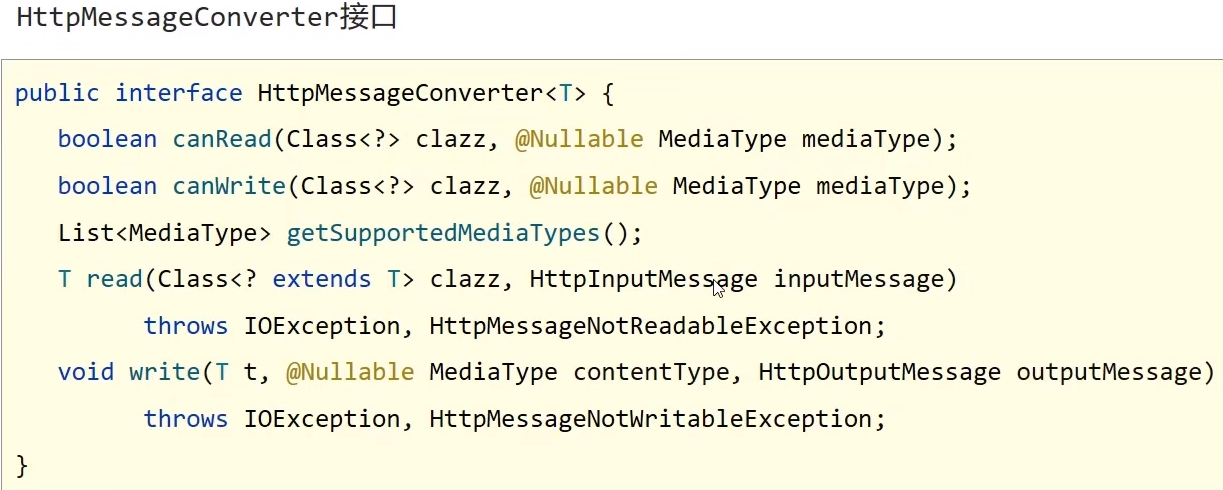 HttpMessageConverter接口
public interface HttpMessageConverter<T> {
boolean canRead(Class<?> clazz, @Nullable MediaType mediaType);
boolean canWrite(Class<?> clazz, @Nullable MediaType mediaType);
List<MediaType> getSupportedMediaTypes();
T read(Class<? extends T> clazz, HttpInputMessage inputMessage)
throws IOException, HttpMessageNotReadableException;
void write(T t, @Nullable MediaType contentType, HttpOutputMessage outputMessage)
throws IOException, HttpMessageNotWritableException;
}